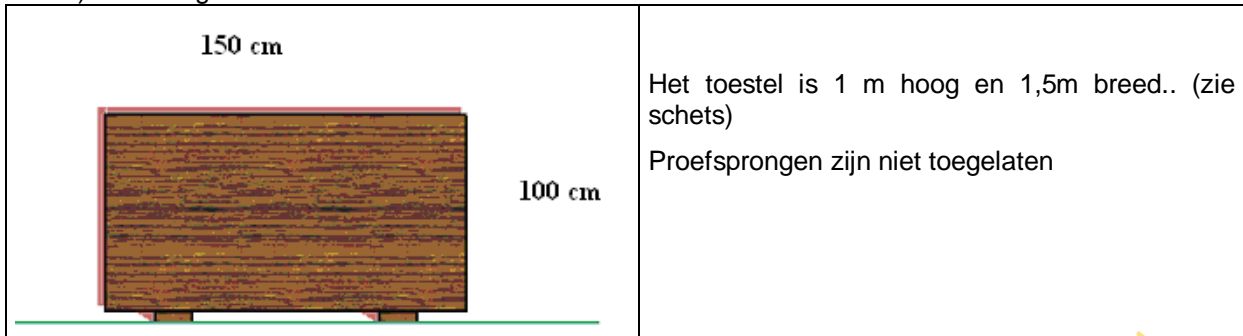 150 cm
100 cm
Het toestel is 1 m hoog en 1,5m breed.. (zie
schets)
Proefsprongen zijn niet toegelaten